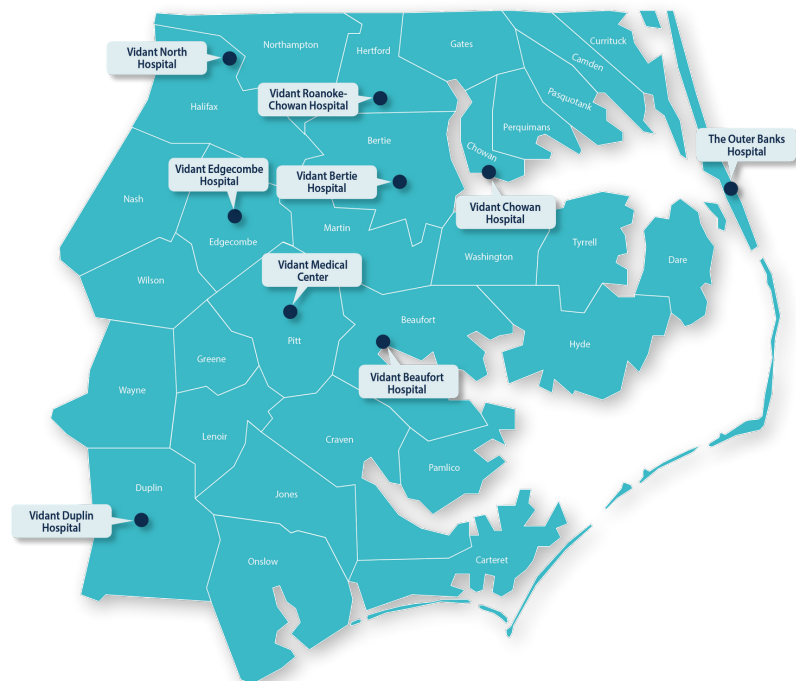 Northampton
Hertford
Gates
Currituck
Camden
Pasquotank
Perquimans
Chowan
Vidant North
Hospital
Halifax
Vidant Roanoke-
Chowan Hospital
Bertie
The Outer Banks
Hospital
Vidant Edgecombe
Hospital
Vidant Bertie
Hospital
Nash
Vidant Chowan
Hospital
Edgecombe
Martin
Washington
Tyrrell
Dare
Wilson
Vidant Medical
Center
Beaufort
Pitt
Hyde
Greene
Vidant Beaufort
Hospital
Wayne
Lenoir
Craven
Pamlico
Duplin
Jones
Vidant Duplin
Hospital
Onslow
Carteret